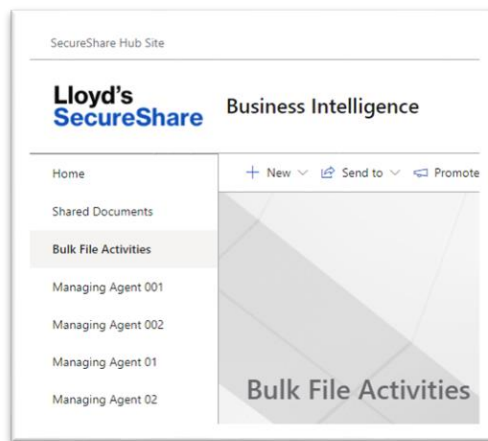 SecureShare Hub Site
Lloyd's
SecureShare
Business Intelligence
Home
Shared Documents
Bulk File Activities
Managing Agent 001
Managing Agent 002
Managing Agent 01
Managing Agent 02
New
Send to
Promote
Bulk File Activities